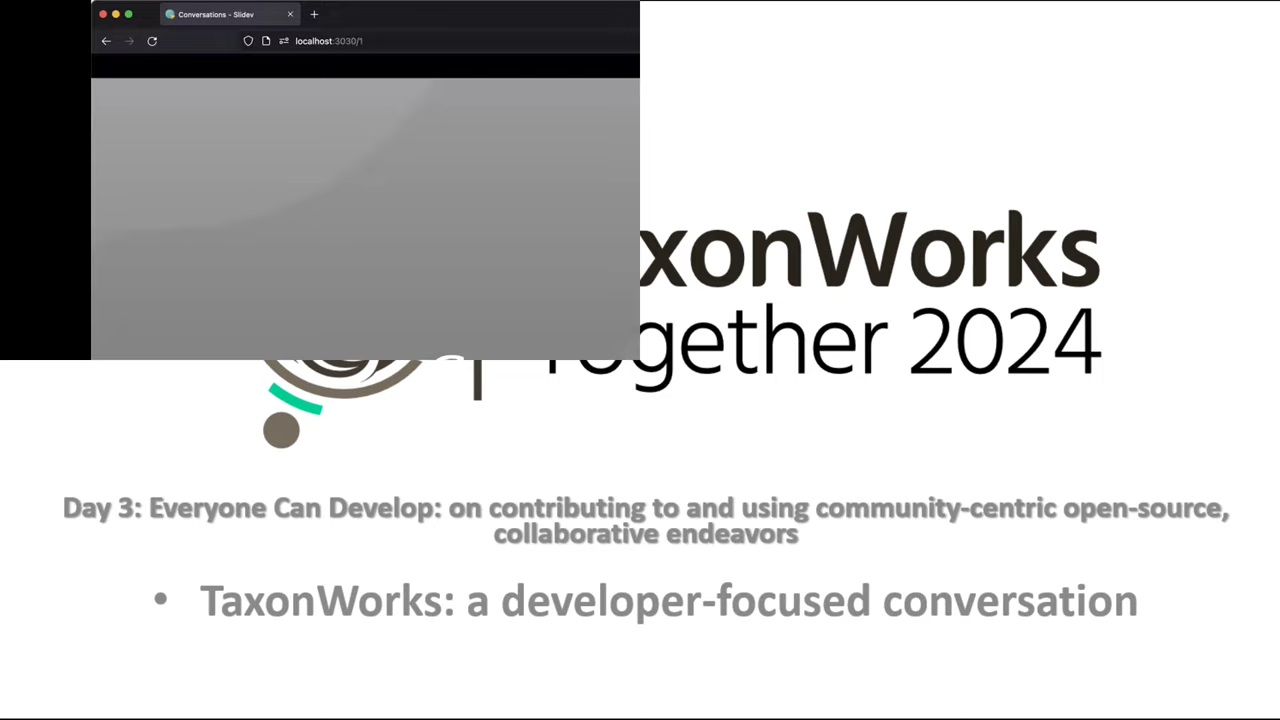 Conversations - Slidev
localhost:3030/1
xonWorks
ogether 2024
Day 3: Everyone Can Develop: on contributing to and using community-centric open-source,
collaborative endeavors
• TaxonWorks: a developer-focused conversation